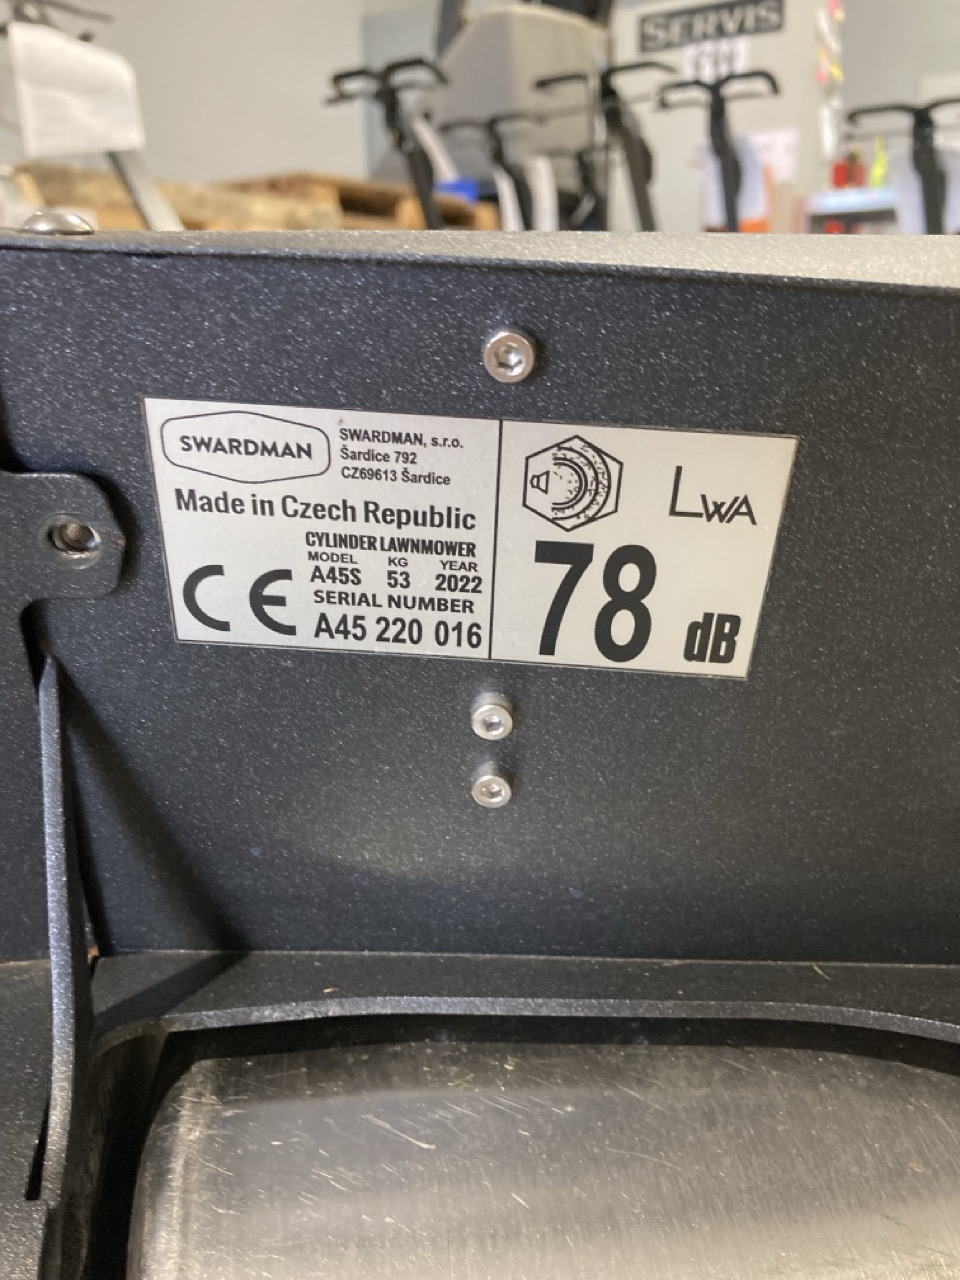 SERVIS
SWARDMAN
SWARDMAN, s.r.o.
Šardice 792
CZ69613 Šardice
Made in Czech Republic
CYLINDER LAWNMOWER
MODEL KG YEAR
A45S 53 2022
SERIAL NUMBER
A45 220 016
CE
LWA
78 dB